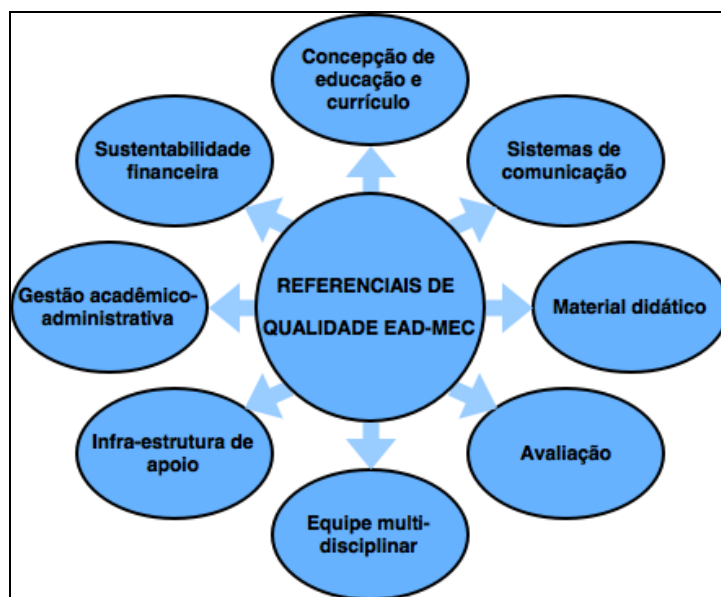 Concepção de
educação e
currículo
Sustentabilidade
financeira
Sistemas de
comunicação
REFERENCIAIS DE
QUALIDADE EAD-MEC
Gestão acadêmico-
administrativa
Material didático
Infra-estrutura de
apoio
Avaliação
Equipe multi-
disciplinar